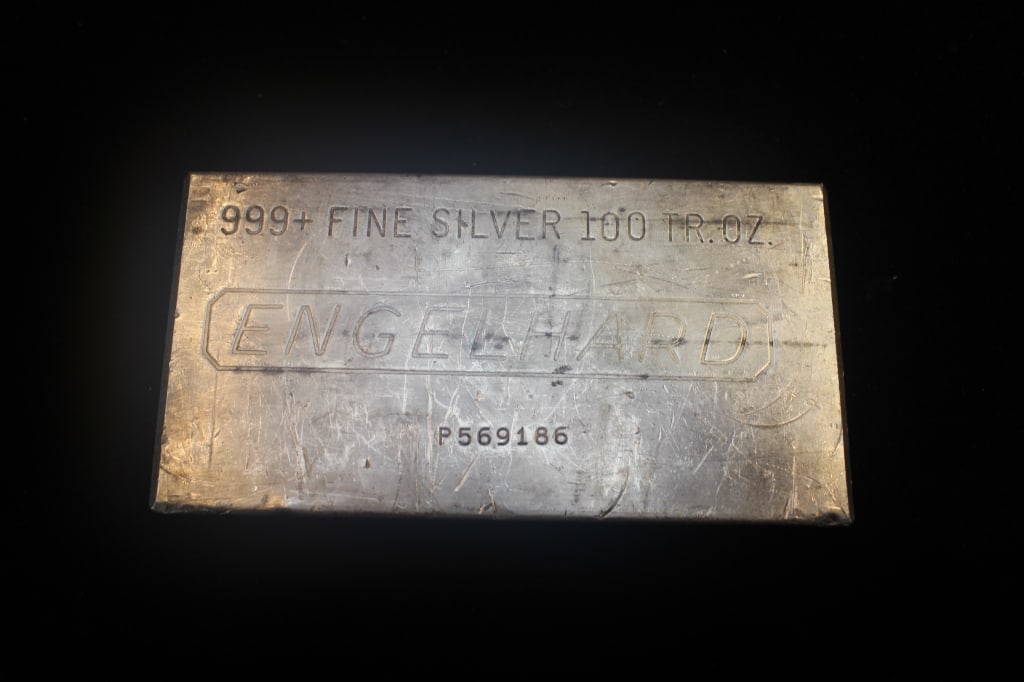 999+ FINE SILVER 100 TR. OZ.
ENGELHARD
P569186